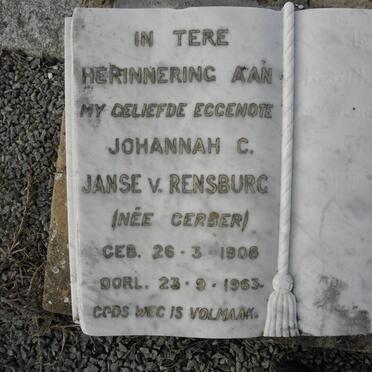 IN TERE
HERINNERING AAN
MY GELIEFDE EGGENOTE
JOHANNAH C.
JANSE v. RENSBURG
(NÉE GERBER)
GEB. 26·3·1906
OORL. 23·9·1963.
GODS WEG IS VOLMAAK.